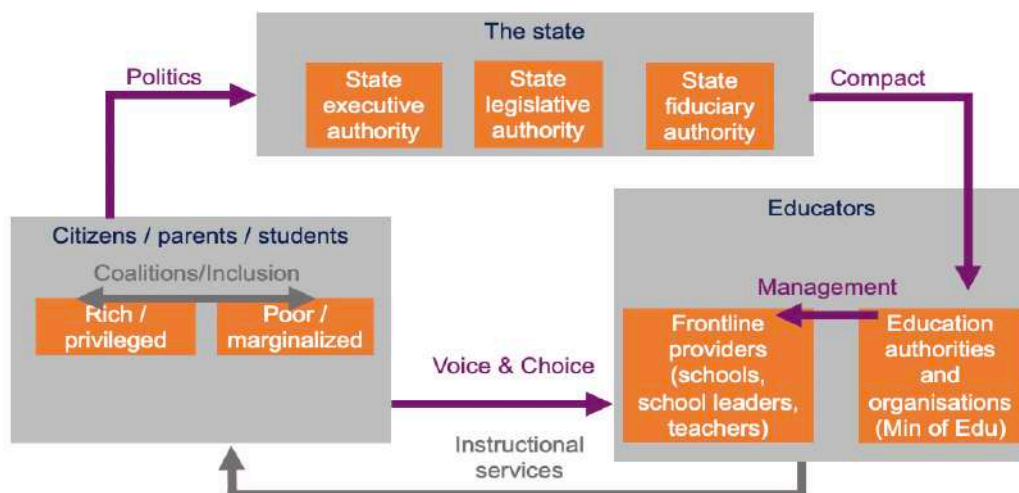 The state
Politics
State
executive
authority
State
legislative
authority
State
fiduciary
authority
Compact
Citizens / parents / students
Coalitions/Inclusion
Rich /
privileged
Poor /
marginalized
Educators
Management
Frontline
providers
(schools,
school leaders,
teachers)
Education
authorities
and
organisations
(Min of Edu)
Voice & Choice
Instructional
services